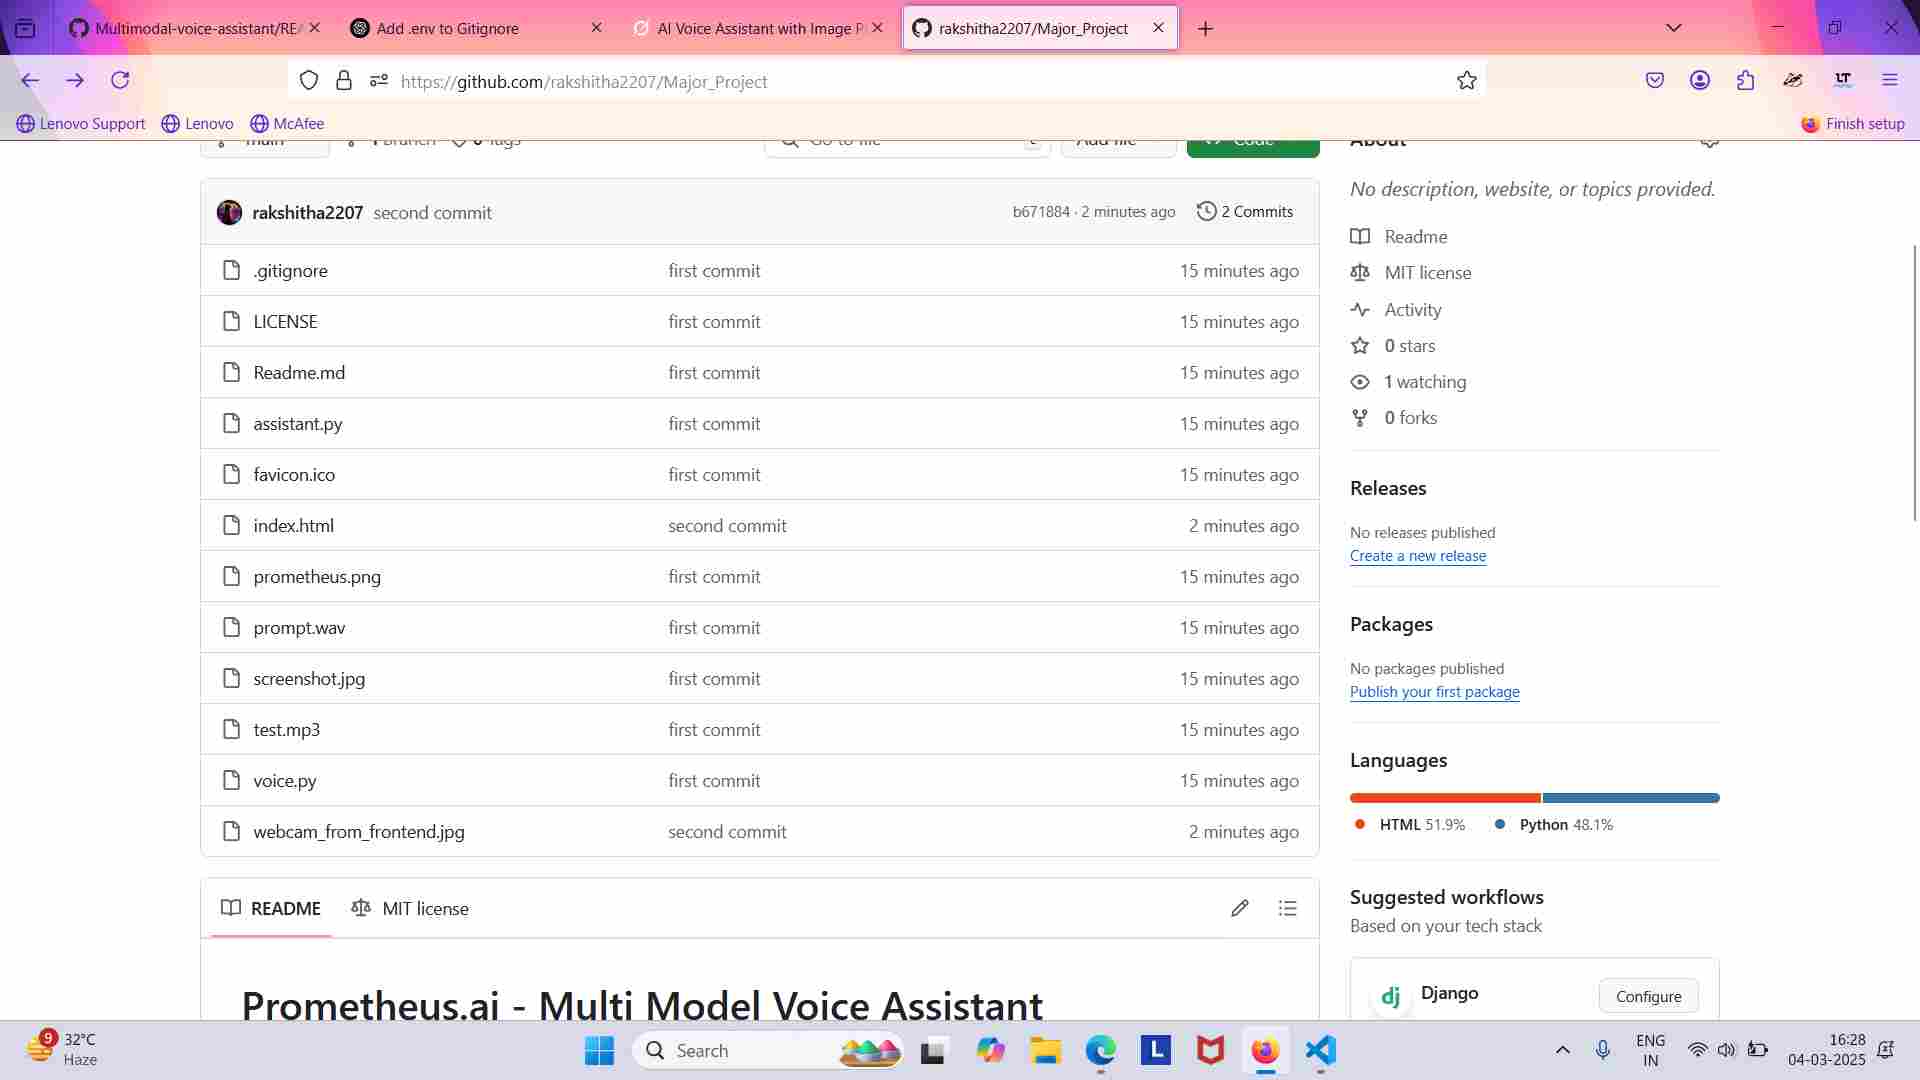 Multimodal-voice-assistant/REA
Add .env to Gitignore
AI Voice Assistant with Image P
rakshitha2207/Major_Project
https://github.com/rakshitha2207/Major_Project
Lenovo Support
Lenovo
McAfee
Finish setup
main
1 Branch
0 Tags
Go to file
Add file
Code
About
rakshitha2207 second commit
b671884 · 2 minutes ago
2 Commits
.gitignore first commit 15 minutes ago
LICENSE first commit 15 minutes ago
Readme.md first commit 15 minutes ago
assistant.py first commit 15 minutes ago
favicon.ico first commit 15 minutes ago
index.html second commit 2 minutes ago
prometheus.png first commit 15 minutes ago
prompt.wav first commit 15 minutes ago
screenshot.jpg first commit 15 minutes ago
test.mp3 first commit 15 minutes ago
voice.py first commit 15 minutes ago
webcam_from_frontend.jpg second commit 2 minutes ago
README
MIT license
Prometheus.ai - Multi Model Voice Assistant
No description, website, or topics provided.
Readme
MIT license
Activity
0 stars
1 watching
0 forks
Releases
No releases published
Create a new release
Packages
No packages published
Publish your first package
Languages
HTML 51.9%
Python 48.1%
Suggested workflows
Based on your tech stack
dj
Django
Configure
9
32°C
Haze
Search
L
ENG
IN
16:28
04-03-2025